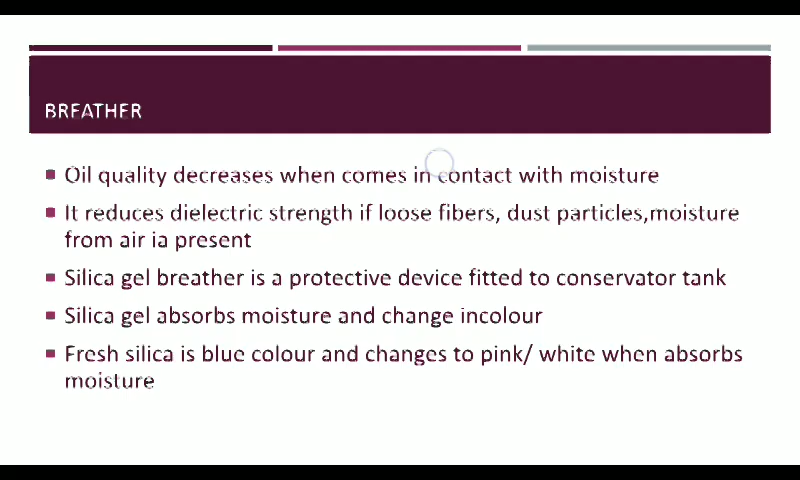 BREATHER
Oil quality decreases when comes in contact with moisture
It reduces dielectric strength if loose fibers, dust particles,moisture
from air ia present
Silica gel breather is a protective device fitted to conservator tank
Silica gel absorbs moisture and change incolour
Fresh silica is blue colour and changes to pink/ white when absorbs
moisture